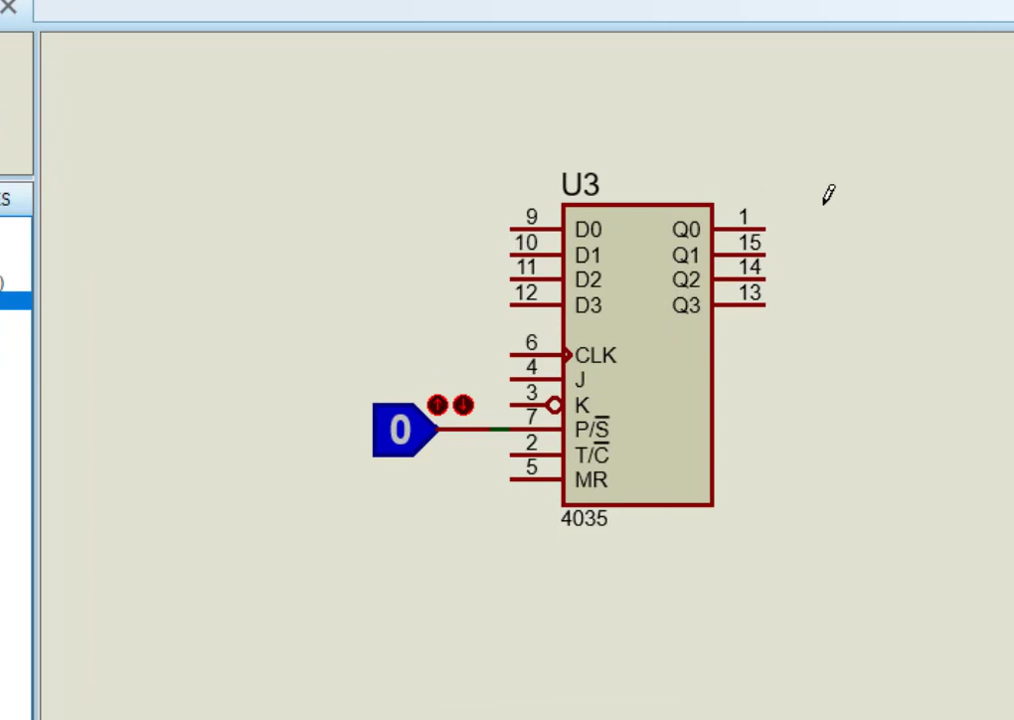 ES
)
U3
9 D0 Q0 1
10 D1 Q1 15
11 D2 Q2 14
12 D3 Q3 13
6 CLK
4 J
3 K
0 7 P/S̅
2 T/C̅
5 MR
4035